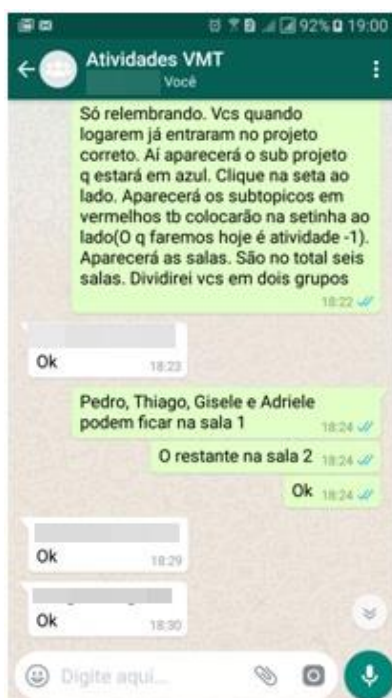 92% 19:00
Atividades VMT
Você
Só relembrando. Vcs quando
logarem já entraram no projeto
correto. Aí aparecerá o sub projeto
q estará em azul. Clique na seta ao
lado. Aparecerá os subtopicos em
vermelhos tb colocarão na setinha ao
lado(O q faremos hoje é atividade -1).
Aparecerá as salas. São no total seis
salas. Dividirei vcs em dois grupos
18:22
Ok 18:23
Pedro, Thiago, Gisele e Adriele
podem ficar na sala 1 18:24
O restante na sala 2 18:24
Ok 18:24
Ok 18:29
Ok 18:30
Digite aqui...